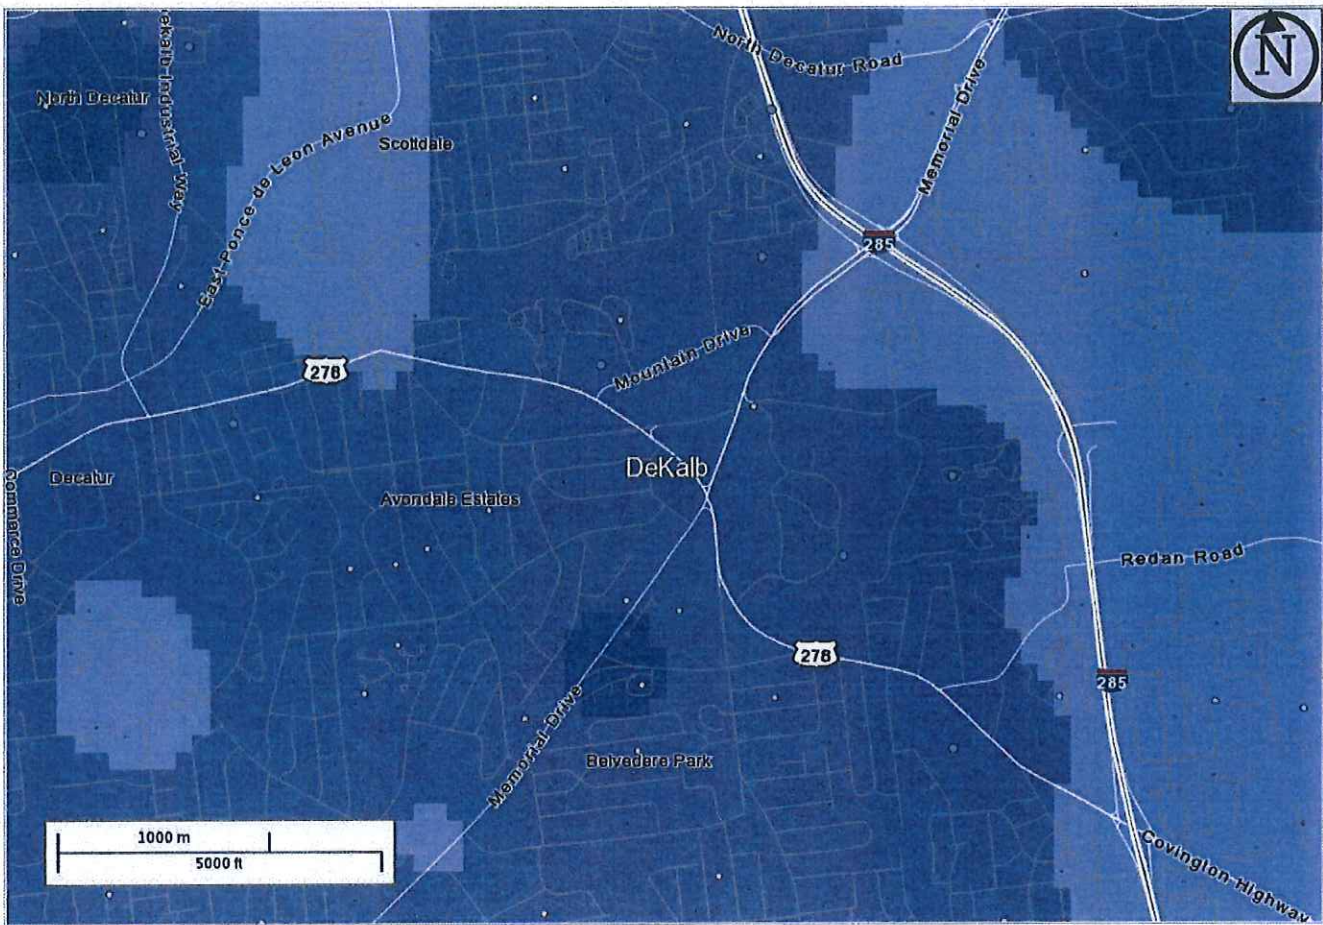 North Decatur Road
N
North Decatur
Dekalb-Industrial Way
East Ponce de Leon Avenue
Scottdale
Memorial Drive
285
278
Mountain Drive
DeKalb
Decatur
Avondale Estates
Commerce Drive
Redan Road
278
285
Memorial Drive
Belvedere Park
1000 m
5000 ft
Covington Highway